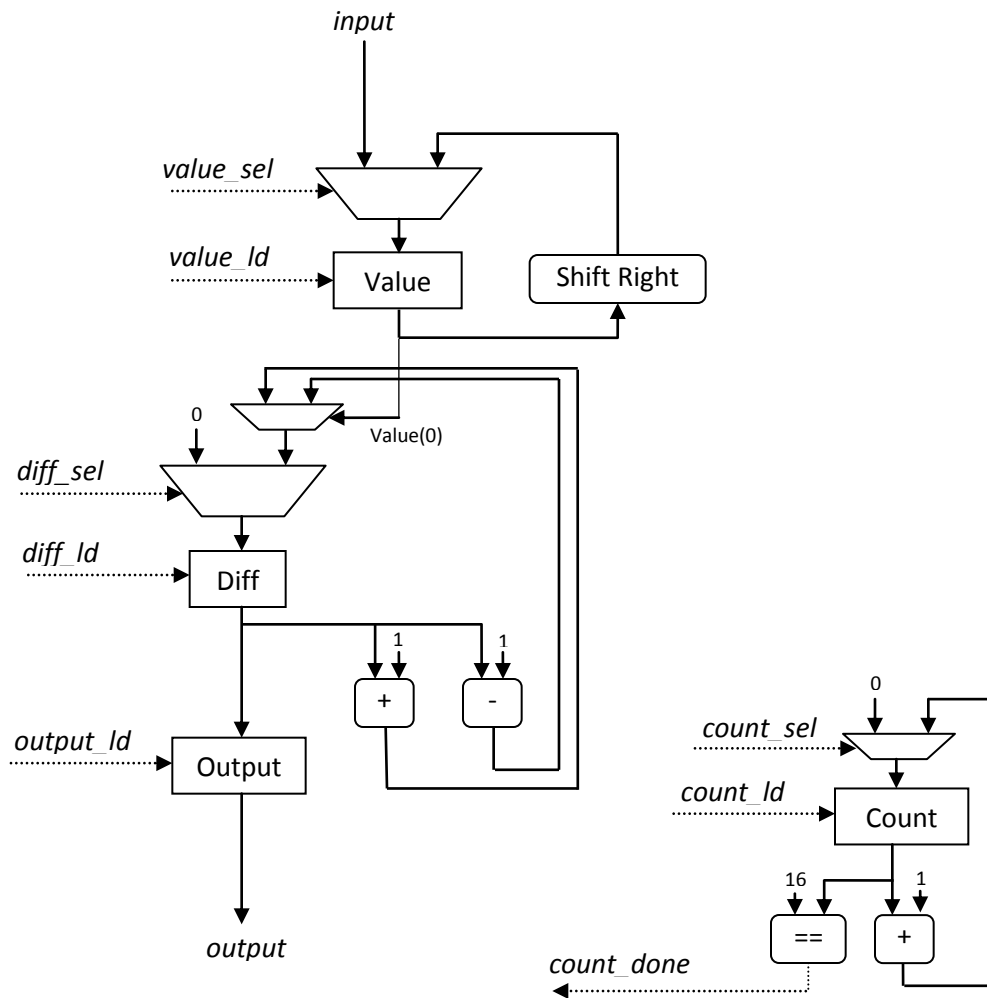 input
value_sel
value_ld
Value
Shift Right
0
Value(0)
diff_sel
diff_ld
Diff
1
1
+
-
0
output_ld
Output
count_sel
count_ld
Count
16
1
==
+
output
count_done